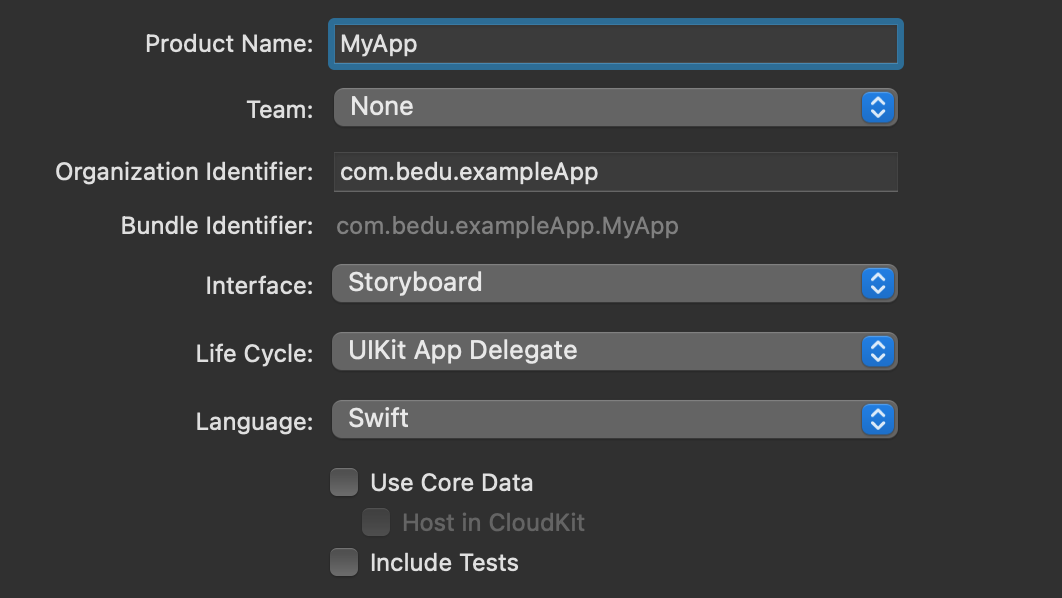 Product Name: MyApp
Team: None
Organization Identifier: com.bedu.exampleApp
Bundle Identifier: com.bedu.exampleApp.MyApp
Interface: Storyboard
Life Cycle: UIKit App Delegate
Language: Swift
Use Core Data
Host in CloudKit
Include Tests